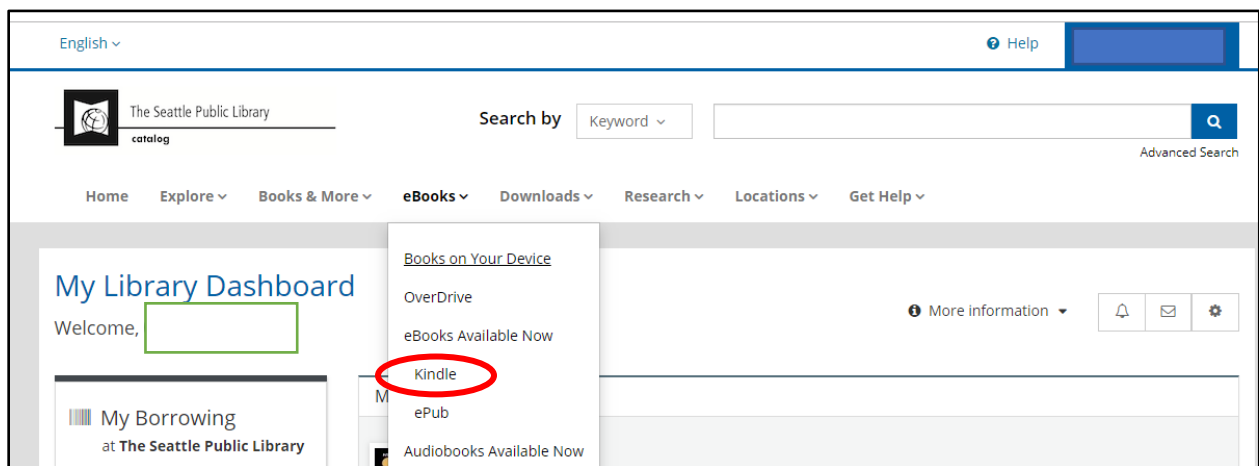 English
Help
The Seattle Public Library
catalog
Search by Keyword
Advanced Search
Home Explore Books & More eBooks Downloads Research Locations Get Help
Books on Your Device
My Library Dashboard
OverDrive
More information
Welcome,
eBooks Available Now
Kindle
M
ePub
My Borrowing
at The Seattle Public Library
Audiobooks Available Now